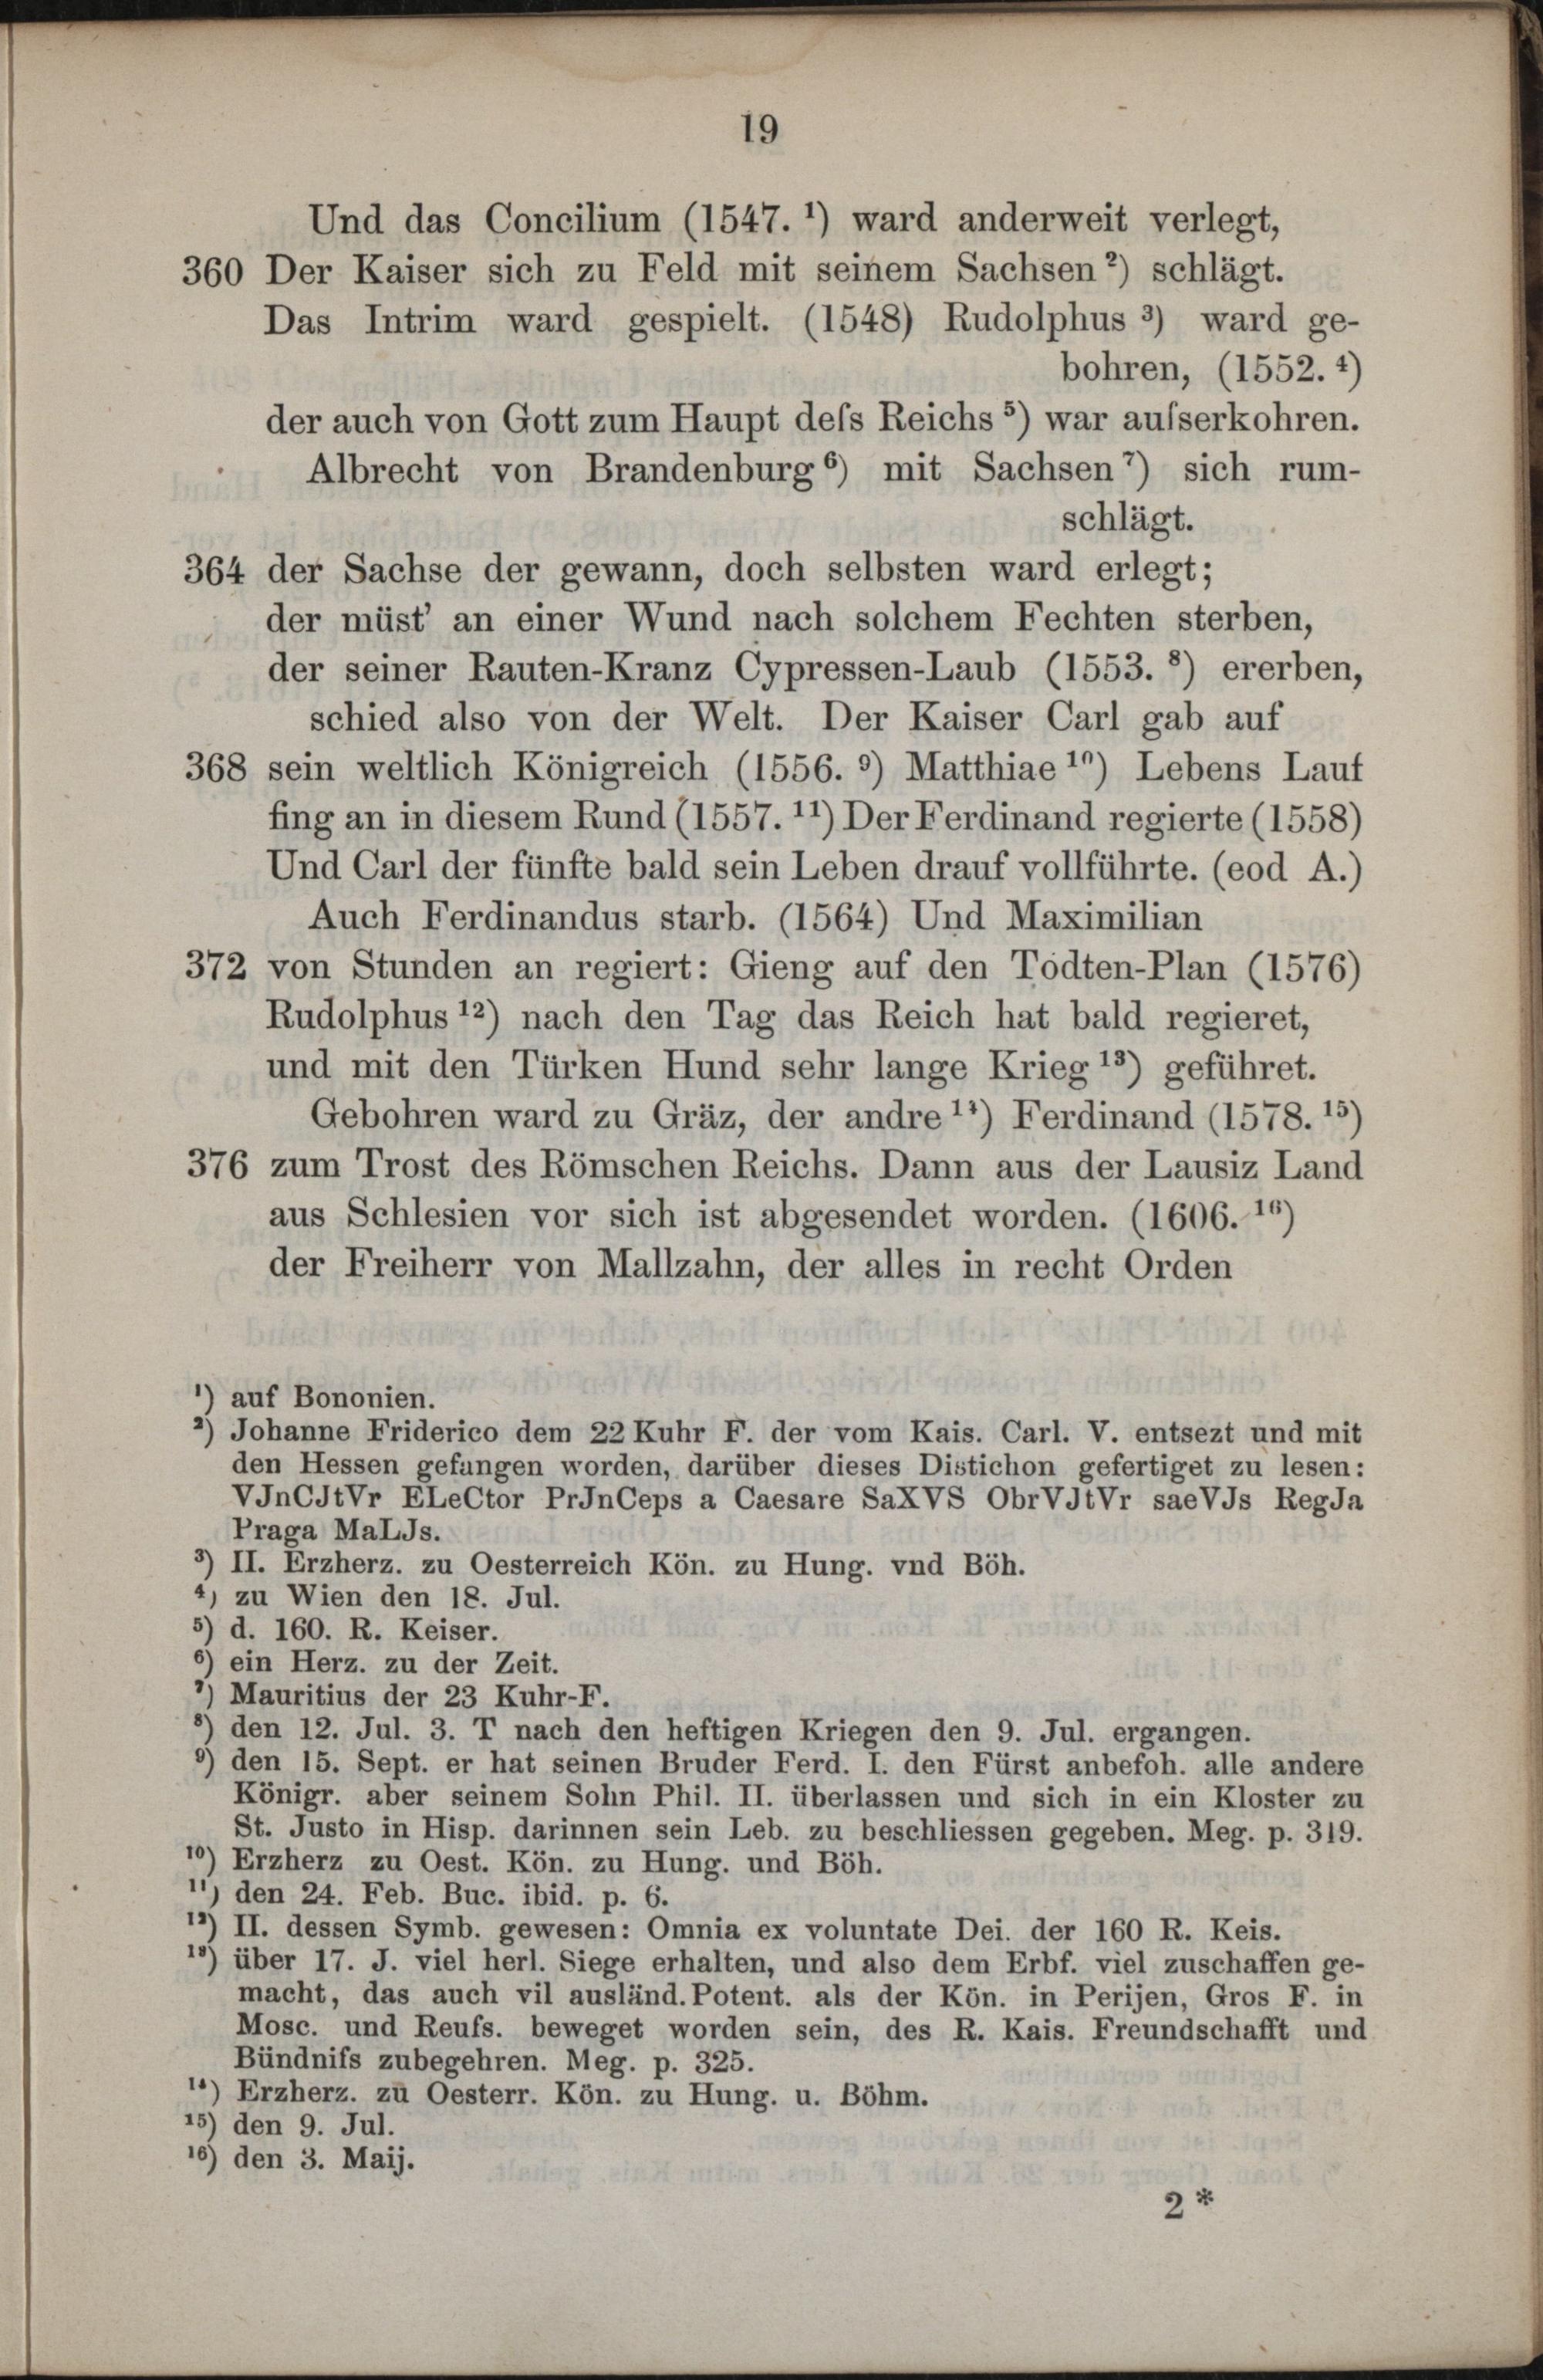 19
Und das Concilium (1547. ¹) ward anderweit verlegt,
360 Der Kaiser sich zu Feld mit seinem Sachsen ²) schlägt.
Das Intrim ward gespielt. (1548) Rudolphus ³) ward ge-
bohren, (1552. ⁴)
der auch von Gott zum Haupt deſs Reichs ⁵) war auſserkohren.
Albrecht von Brandenburg ⁶) mit Sachsen ⁷) sich rum-
schlägt.
364 der Sachse der gewann, doch selbsten ward erlegt;
der müst' an einer Wund nach solchem Fechten sterben,
der seiner Rauten-Kranz Cypressen-Laub (1553. ⁸) ererben,
schied also von der Welt. Der Kaiser Carl gab auf
368 sein weltlich Königreich (1556. ⁹) Matthiae ¹⁰) Lebens Lauf
fing an in diesem Rund (1557. ¹¹) Der Ferdinand regierte (1558)
Und Carl der fünfte bald sein Leben drauf vollführte. (eod A.)
Auch Ferdinandus starb. (1564) Und Maximilian
372 von Stunden an regiert: Gieng auf den Todten-Plan (1576)
Rudolphus ¹²) nach den Tag das Reich hat bald regieret,
und mit den Türken Hund sehr lange Krieg ¹³) geführet.
Gebohren ward zu Gräz, der andre ¹⁴) Ferdinand (1578. ¹⁵)
376 zum Trost des Römschen Reichs. Dann aus der Lausiz Land
aus Schlesien vor sich ist abgesendet worden. (1606. ¹⁶)
der Freiherr von Mallzahn, der alles in recht Orden
¹) auf Bononien.
²) Johanne Friderico dem 22 Kuhr F. der vom Kais. Carl. V. entsezt und mit
den Hessen gefangen worden, darüber dieses Distichon gefertiget zu lesen:
VJnCJtVr ELeCtor PrJnCeps a Caesare SaXVS ObrVJtVr saeVJs RegJa
Praga MaLJs.
³) II. Erzherz. zu Oesterreich Kön. zu Hung. vnd Böh.
⁴) zu Wien den 18. Jul.
⁵) d. 160. R. Keiser.
⁶) ein Herz. zu der Zeit.
⁷) Mauritius der 23 Kuhr-F.
⁸) den 12. Jul. 3. T nach den heftigen Kriegen den 9. Jul. ergangen.
⁹) den 15. Sept. er hat seinen Bruder Ferd. I. den Fürst anbefoh. alle andere
Königr. aber seinem Sohn Phil. II. überlassen und sich in ein Kloster zu
St. Justo in Hisp. darinnen sein Leb. zu beschliessen gegeben. Meg. p. 319.
¹⁰) Erzherz zu Oest. Kön. zu Hung. und Böh.
¹¹) den 24. Feb. Buc. ibid. p. 6.
¹²) II. dessen Symb. gewesen: Omnia ex voluntate Dei. der 160 R. Keis.
¹³) über 17. J. viel herl. Siege erhalten, und also dem Erbf. viel zuschaffen ge-
macht, das auch vil ausländ. Potent. als der Kön. in Perijen, Gros F. in
Mosc. und Reuſs. beweget worden sein, des R. Kais. Freundschafft und
Bündniſs zubegehren. Meg. p. 325.
¹⁴) Erzherz. zu Oesterr. Kön. zu Hung. u. Böhm.
¹⁵) den 9. Jul.
¹⁶) den 3. Maij.
2 *